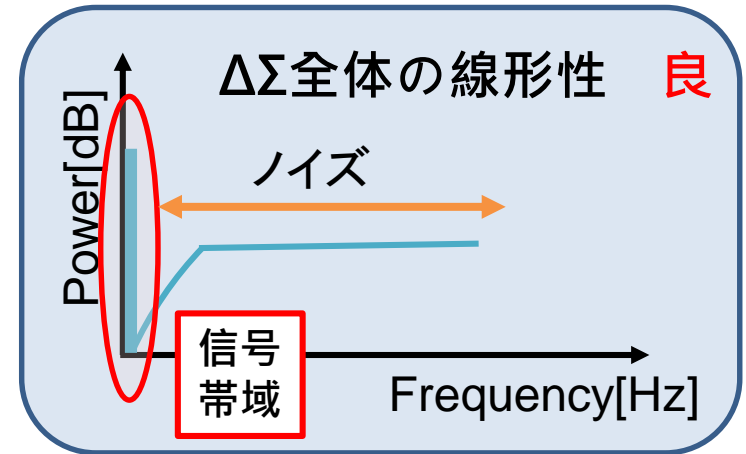 ΔΣ全体の線形性 良
Power[dB]
ノイズ
信号
帯域
Frequency[Hz]